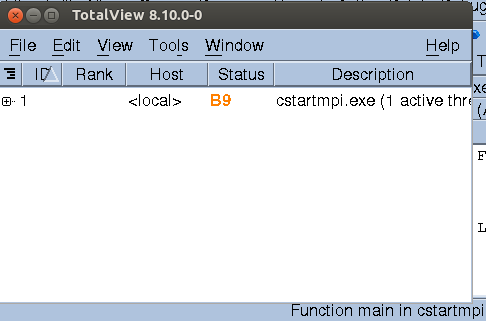 TotalView 8.10.0-0
File Edit View Tools Window Help
ID Rank Host Status Description
1 <local> B9 cstartmpi.exe (1 active thre
Function main in cstartmpi